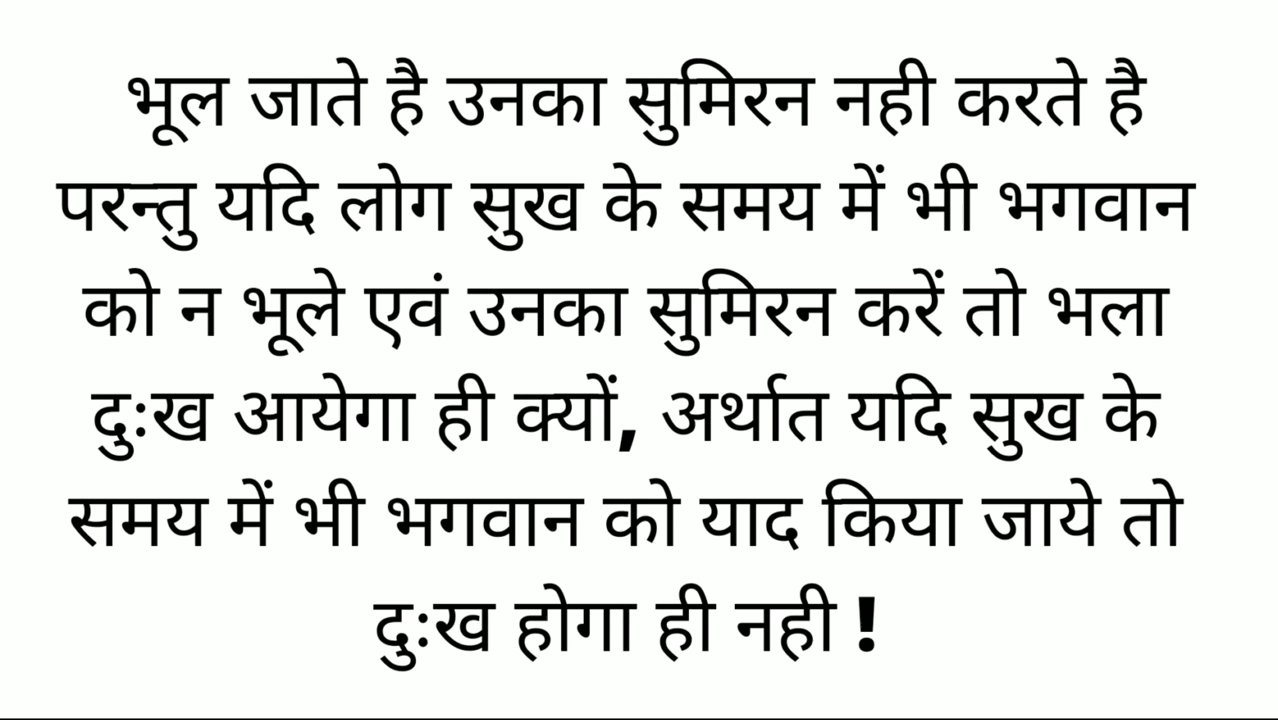 भूल जाते है उनका सुमिरन नही करते है
परन्तु यदि लोग सुख के समय में भी भगवान
को न भूले एवं उनका सुमिरन करें तो भला
दुःख आयेगा ही क्यों, अर्थात यदि सुख के
समय में भी भगवान को याद किया जाये तो
दुःख होगा ही नही !